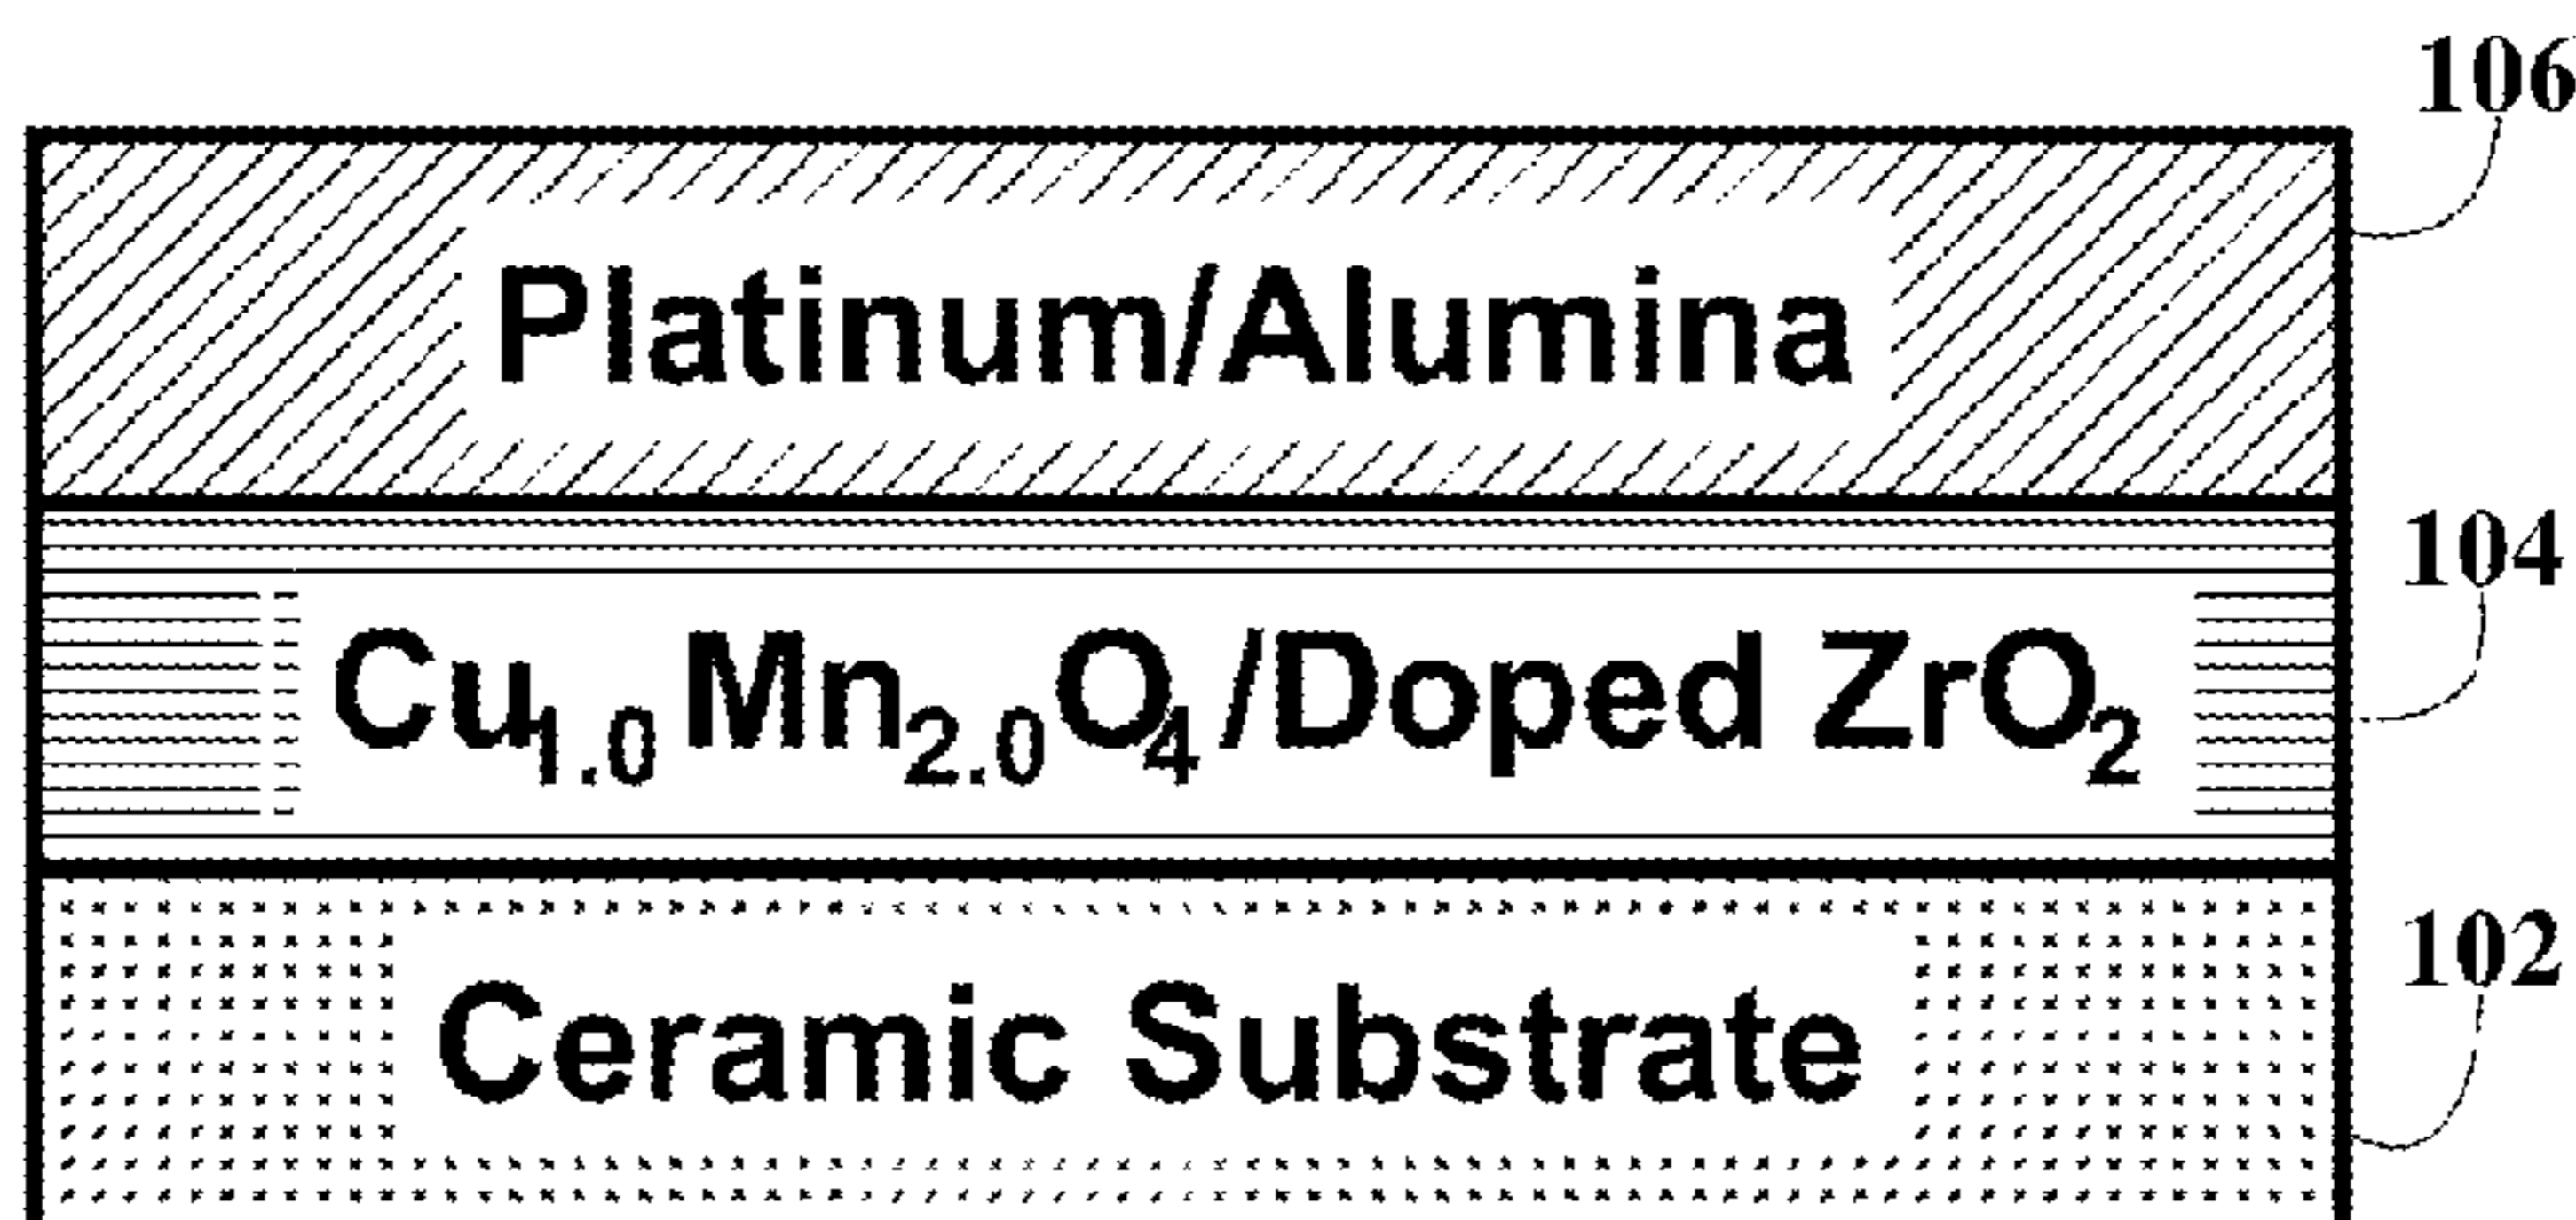 106
Platinum/Alumina
104
Cu1.0Mn2.0O4/Doped ZrO2
102
Ceramic Substrate